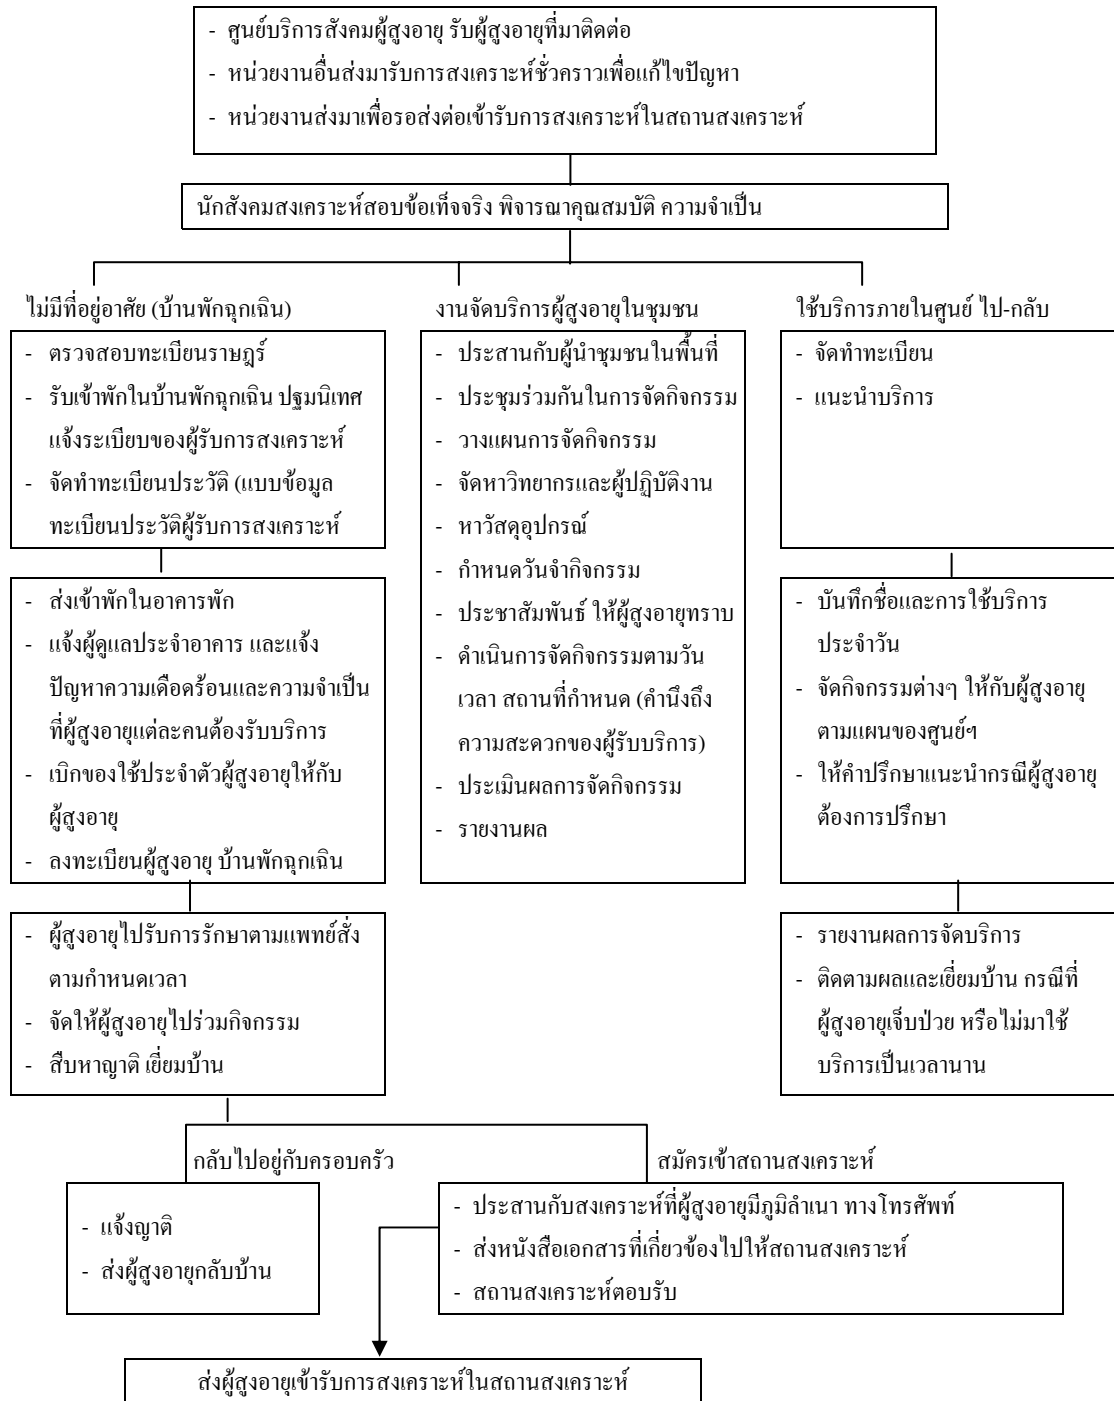 - ศูนย์บริการสังคมผู้สูงอายุ รับผู้สูงอายุที่มาติดต่อ
- หน่วยงานอื่นส่งมารับการสงเคราะห์ชั่วคราวเพื่อแก้ไขปัญหา
- หน่วยงานส่งมาเพื่อรอส่งต่อเข้ารับการสงเคราะห์ในสถานสงเคราะห์
นักสังคมสงเคราะห์สอบข้อเท็จจริง พิจารณาคุณสมบัติ ความจำเป็น
ไม่มีที่อยู่อาศัย (บ้านพักฉุกเฉิน)
- ตรวจสอบทะเบียนราษฎร์
- รับเข้าพักในบ้านพักฉุกเฉิน ปฐมนิเทศ
แจ้งระเบียบของผู้รับการสงเคราะห์
- จัดทำทะเบียนประวัติ (แบบข้อมูล
ทะเบียนประวัติผู้รับการสงเคราะห์
- ส่งเข้าพักในอาคารพัก
- แจ้งผู้ดูแลประจำอาคาร และแจ้ง
ปัญหาความเดือดร้อนและความจำเป็น
ที่ผู้สูงอายุแต่ละคนต้องรับบริการ
- เบิกของใช้ประจำตัวผู้สูงอายุให้กับ
ผู้สูงอายุ
- ลงทะเบียนผู้สูงอายุ บ้านพักฉุกเฉิน
- ผู้สูงอายุไปรับการรักษาตามแพทย์สั่ง
ตามกำหนดเวลา
- จัดให้ผู้สูงอายุไปร่วมกิจกรรม
- สืบหาญาติ เยี่ยมบ้าน
งานจัดบริการผู้สูงอายุในชุมชน
- ประสานกับผู้นำชุมชนในพื้นที่
- ประชุมร่วมกันในการจัดกิจกรรม
- วางแผนการจัดกิจกรรม
- จัดหาวิทยากรและผู้ปฏิบัติงาน
- หาวัสดุอุปกรณ์
- กำหนดวันจำกิจกรรม
- ประชาสัมพันธ์ ให้ผู้สูงอายุทราบ
- ดำเนินการจัดกิจกรรมตามวัน
เวลา สถานที่กำหนด (คำนึงถึง
ความสะดวกของผู้รับบริการ)
- ประเมินผลการจัดกิจกรรม
- รายงานผล
ใช้บริการภายในศูนย์ ไป-กลับ
- จัดทำทะเบียน
- แนะนำบริการ
- บันทึกชื่อและการใช้บริการ
ประจำวัน
- จัดกิจกรรมต่างๆ ให้กับผู้สูงอายุ
ตามแผนของศูนย์ฯ
- ให้คำปรึกษาแนะนำกรณีผู้สูงอายุ
ต้องการปรึกษา
- รายงานผลการจัดบริการ
- ติดตามผลและเยี่ยมบ้าน กรณีที่
ผู้สูงอายุเจ็บป่วย หรือไม่มาใช้
บริการเป็นเวลานาน
กลับไปอยู่กับครอบครัว
- แจ้งญาติ
- ส่งผู้สูงอายุกลับบ้าน
สมัครเข้าสถานสงเคราะห์
- ประสานกับสงเคราะห์ที่ผู้สูงอายุมีภูมิลำเนา ทางโทรศัพท์
- ส่งหนังสือเอกสารที่เกี่ยวข้องไปให้สถานสงเคราะห์
- สถานสงเคราะห์ตอบรับ
ส่งผู้สูงอายุเข้ารับการสงเคราะห์ในสถานสงเคราะห์